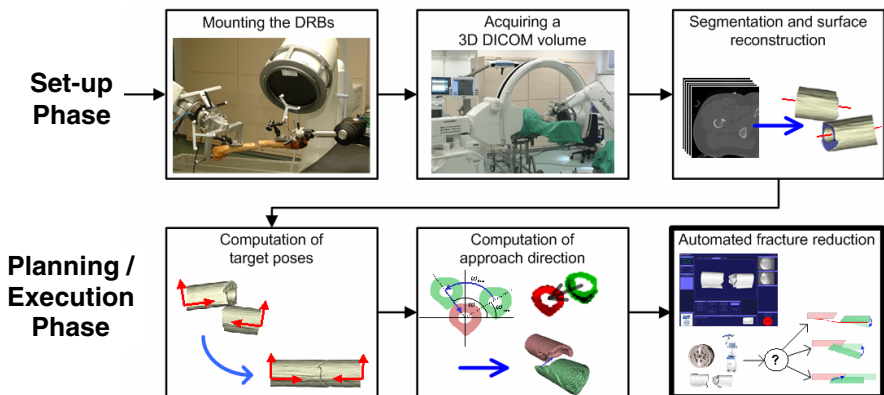 Set-up
Phase
Mounting the DRBs
Acquiring a
3D DICOM volume
Segmentation and surface
reconstruction
Planning /
Execution
Phase
Computation of
target poses
Computation of
approach direction
Automated fracture reduction
?